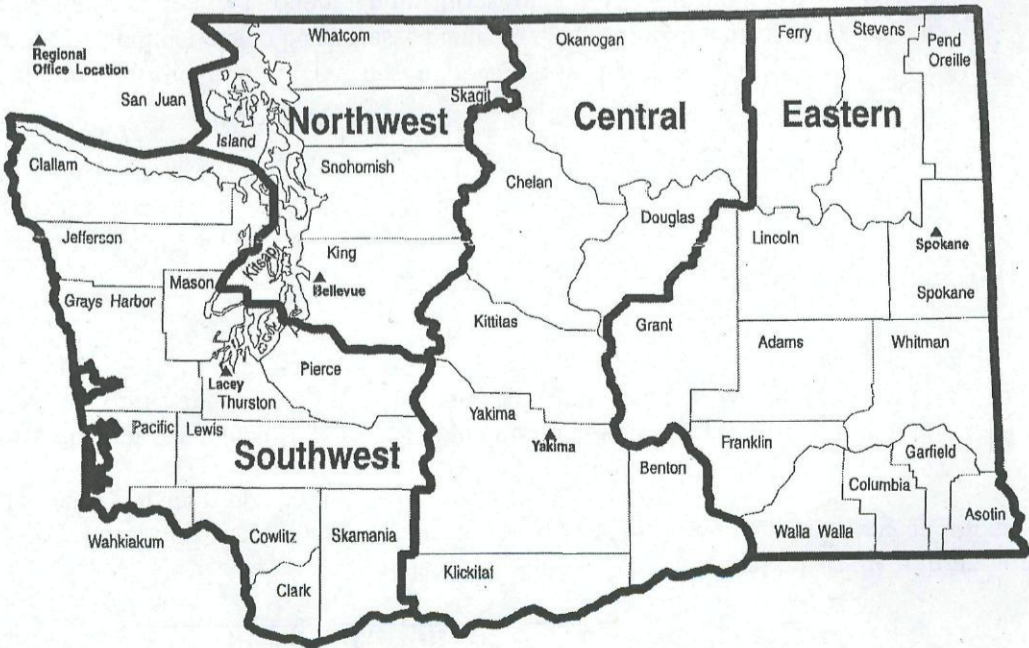 Whatcom
Okanogan
Ferry
Stevens
Pend
Oreille
▲
Regional
Office Location
San Juan
Skagit
Island
Northwest
Central
Eastern
Clallam
Snohomish
Chelan
Douglas
Jefferson
King
Lincoln
▲
Spokane
Kitsap
Mason
▲
Bellevue
Spokane
Grays Harbor
Kittitas
Grant
Adams
Whitman
Pierce
▲
Lacey
Thurston
Yakima
▲
Yakima
Pacific
Lewis
Franklin
Southwest
Benton
Garfield
Columbia
Asotin
Wahkiakum
Cowlitz
Skamania
Walla Walla
Clark
Klickitat